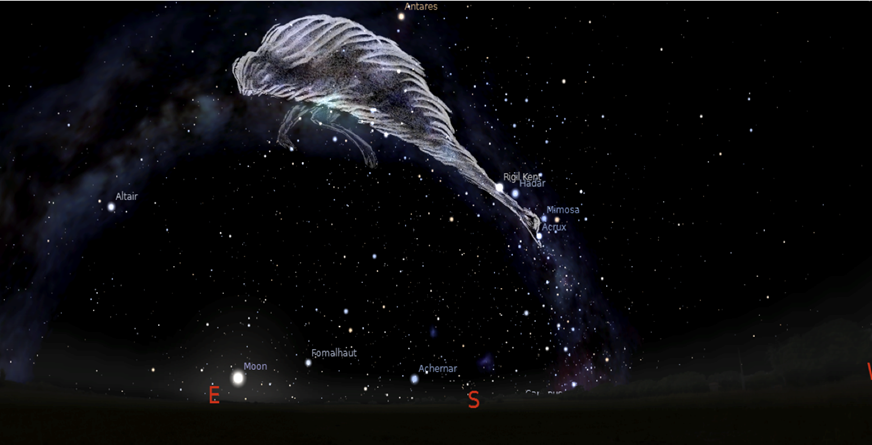 Antares
Rigil Kent
Hadar
Altair
Mimosa
Acrux
Fomalhaut
Moon
Achernar
E
S